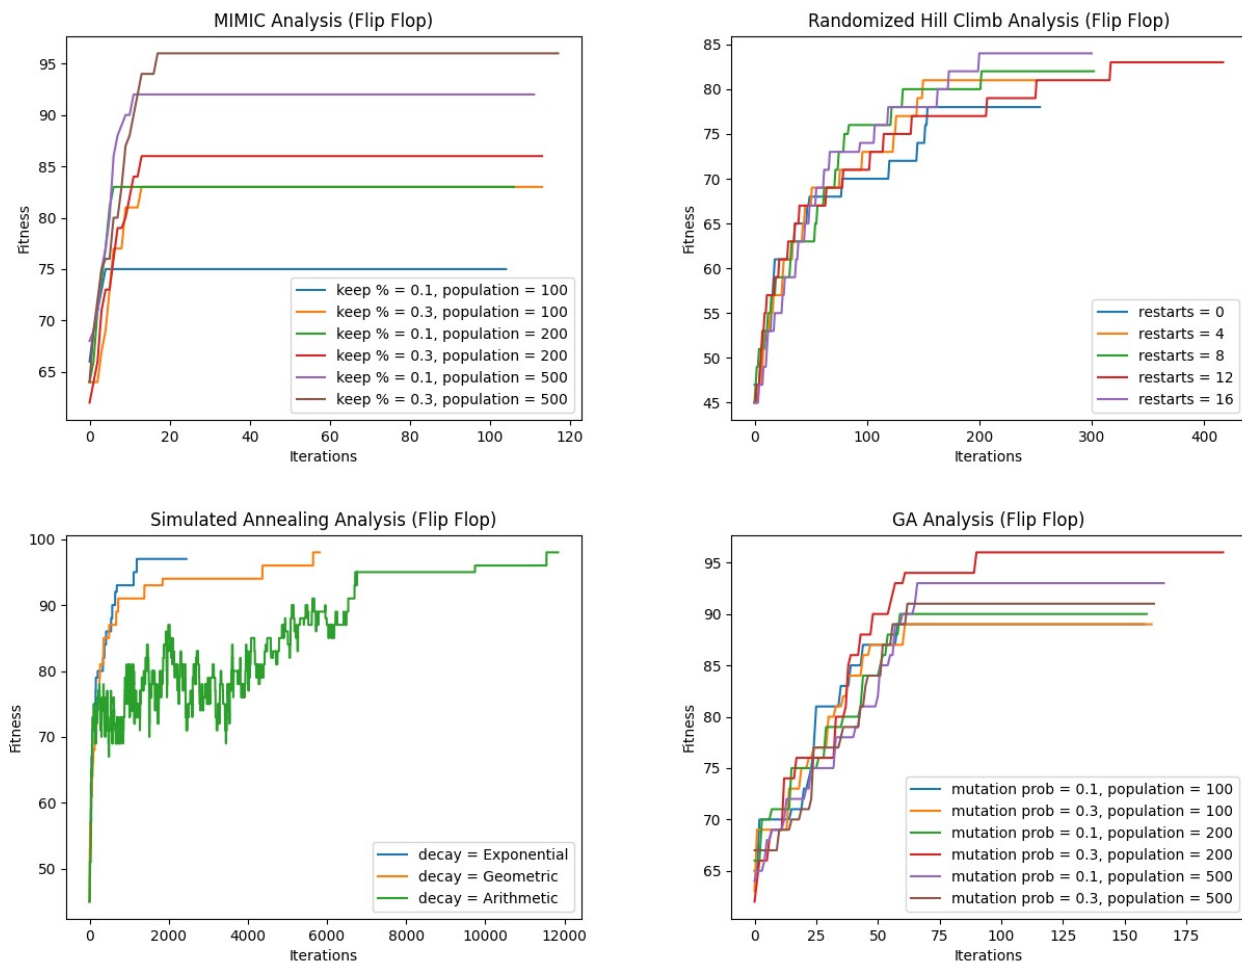 MIMIC Analysis (Flip Flop)
95
90
85
80
75
70
65
Fitness
keep % = 0.1, population = 100
keep % = 0.3, population = 100
keep % = 0.1, population = 200
keep % = 0.3, population = 200
keep % = 0.1, population = 500
keep % = 0.3, population = 500
0 20 40 60 80 100 120
Iterations
Randomized Hill Climb Analysis (Flip Flop)
85
80
75
70
65
60
55
50
45
Fitness
restarts = 0
restarts = 4
restarts = 8
restarts = 12
restarts = 16
0 100 200 300 400
Iterations
Simulated Annealing Analysis (Flip Flop)
100
90
80
70
60
50
Fitness
decay = Exponential
decay = Geometric
decay = Arithmetic
0 2000 4000 6000 8000 10000 12000
Iterations
GA Analysis (Flip Flop)
95
90
85
80
75
70
65
Fitness
mutation prob = 0.1, population = 100
mutation prob = 0.3, population = 100
mutation prob = 0.1, population = 200
mutation prob = 0.3, population = 200
mutation prob = 0.1, population = 500
mutation prob = 0.3, population = 500
0 25 50 75 100 125 150 175
Iterations